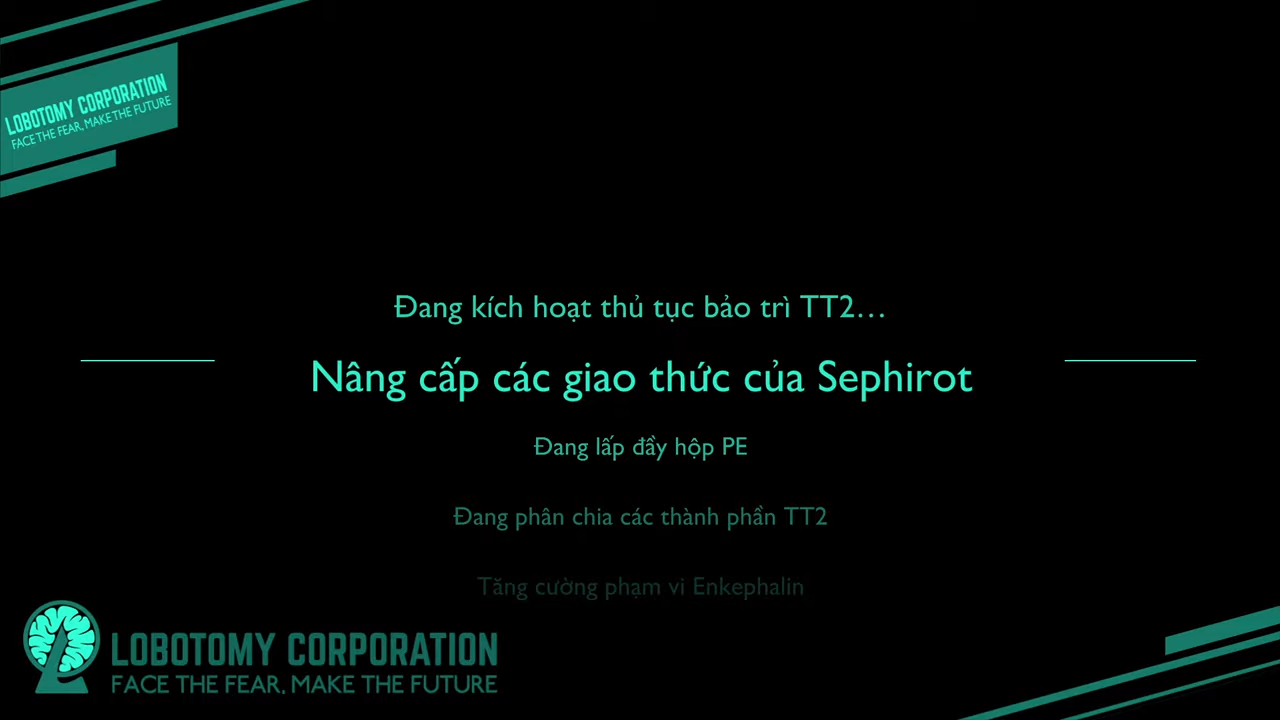 LOBOTOMY CORPORATION
FACE THE FEAR, MAKE THE FUTURE
Đang kích hoạt thủ tục bảo trì TT2…
Nâng cấp các giao thức của Sephirot
Đang lấp đầy hộp PE
Đang phân chia các thành phần TT2
Tăng cường phạm vi Enkephalin
LOBOTOMY CORPORATION
FACE THE FEAR, MAKE THE FUTURE